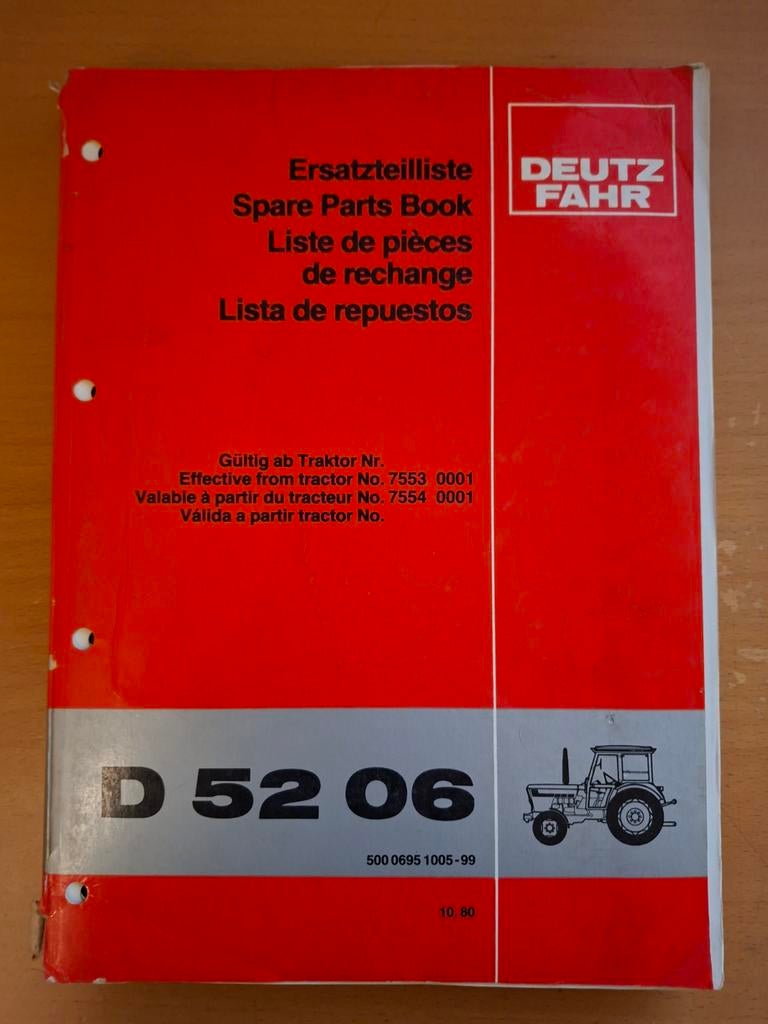 DEUTZ
FAHR
Ersatzteilliste
Spare Parts Book
Liste de pièces
de rechange
Lista de repuestos
Gültig ab Traktor Nr.
Effective from tractor No. 7553 0001
Valable à partir du tracteur No. 7554 0001
Válida a partir tractor No.
D 52 06
500 0695 1005-99
10. 80